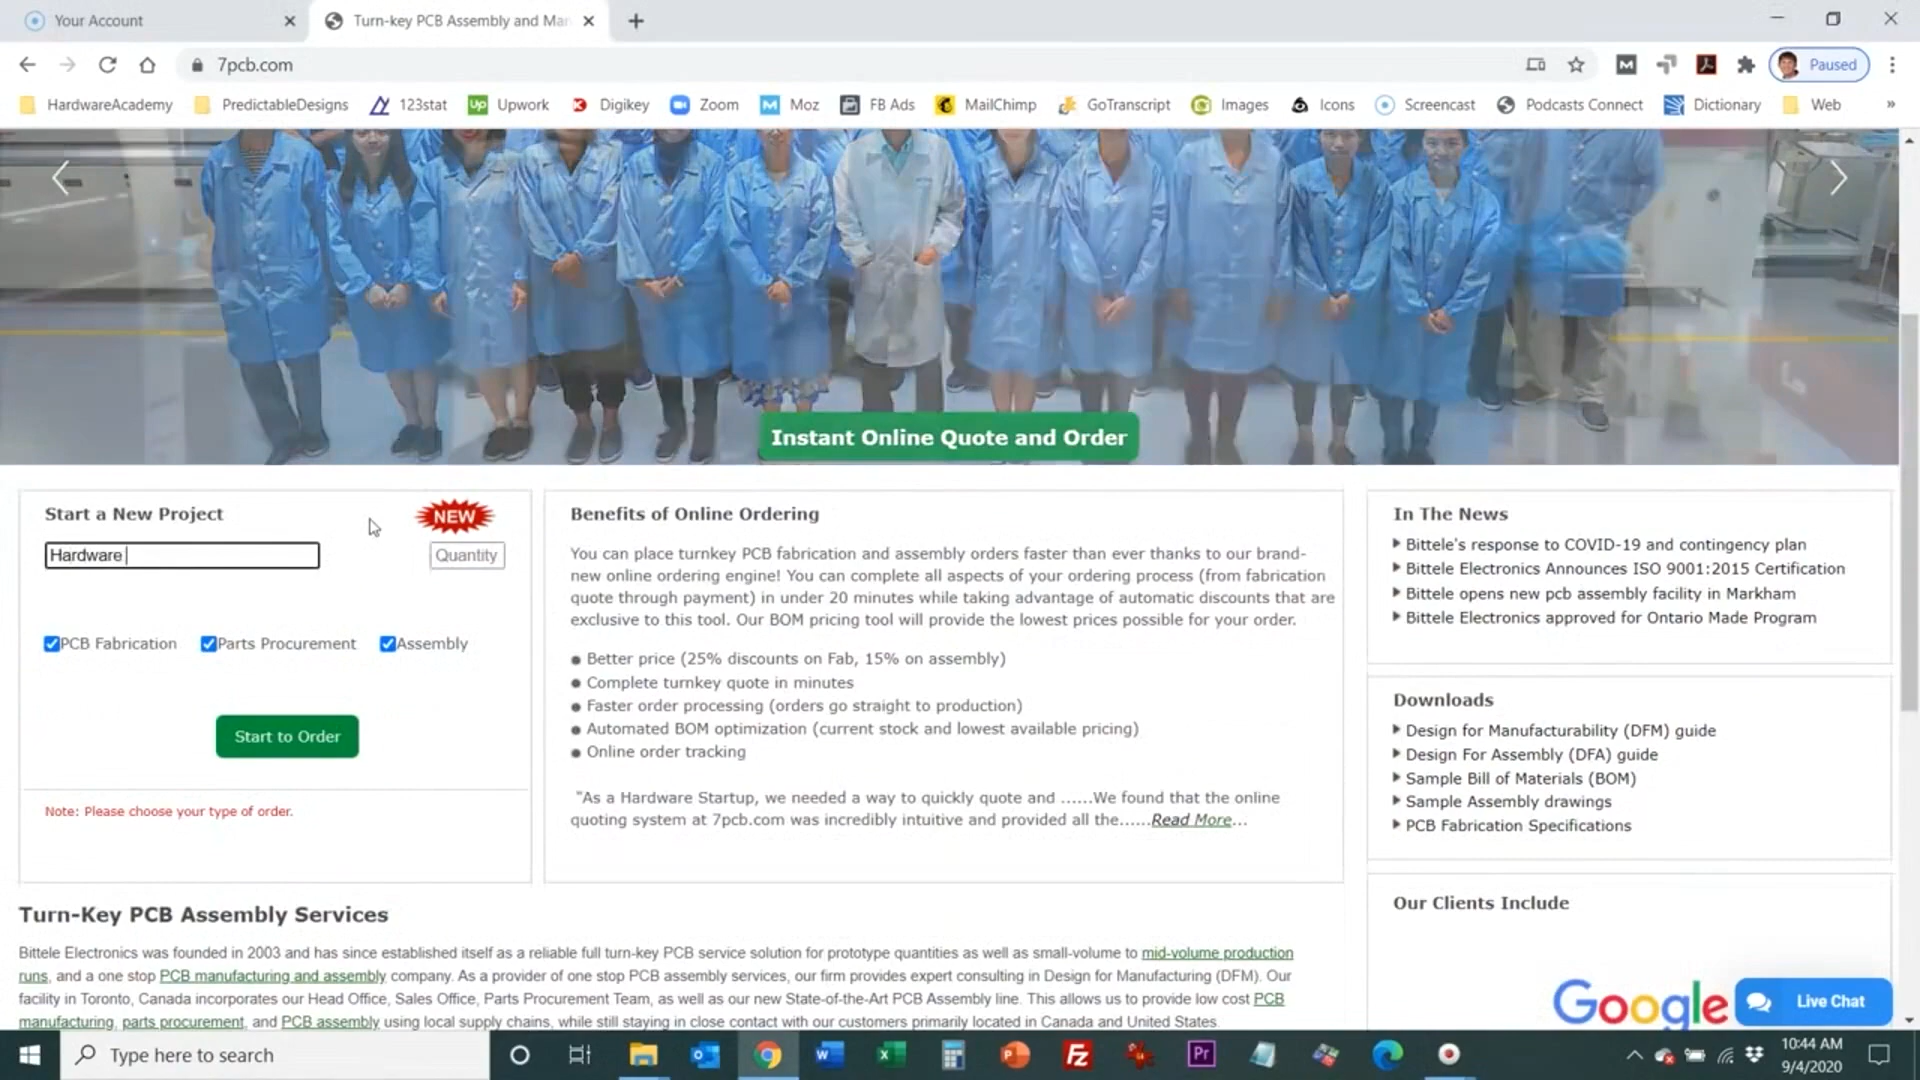 Your Account
Turn-key PCB Assembly and Man
7pcb.com
Paused
HardwareAcademy PredictableDesigns 123stat Upwork Digikey Zoom Moz FB Ads MailChimp GoTranscript Images Icons Screencast Podcasts Connect Dictionary Web »
Instant Online Quote and Order
Start a New Project
NEW
Hardware
Quantity
PCB Fabrication Parts Procurement Assembly
Start to Order
Note: Please choose your type of order.
Benefits of Online Ordering
You can place turnkey PCB fabrication and assembly orders faster than ever thanks to our brand-
new online ordering engine! You can complete all aspects of your ordering process (from fabrication
quote through payment) in under 20 minutes while taking advantage of automatic discounts that are
exclusive to this tool. Our BOM pricing tool will provide the lowest prices possible for your order.
Better price (25% discounts on Fab, 15% on assembly)
Complete turnkey quote in minutes
Faster order processing (orders go straight to production)
Automated BOM optimization (current stock and lowest available pricing)
Online order tracking
"As a Hardware Startup, we needed a way to quickly quote and ......We found that the online
quoting system at 7pcb.com was incredibly intuitive and provided all the......Read More...
In The News
Bittele's response to COVID-19 and contingency plan
Bittele Electronics Announces ISO 9001:2015 Certification
Bittele opens new pcb assembly facility in Markham
Bittele Electronics approved for Ontario Made Program
Downloads
Design for Manufacturability (DFM) guide
Design For Assembly (DFA) guide
Sample Bill of Materials (BOM)
Sample Assembly drawings
PCB Fabrication Specifications
Our Clients Include
Google
Live Chat
Turn-Key PCB Assembly Services
Bittele Electronics was founded in 2003 and has since established itself as a reliable full turn-key PCB service solution for prototype quantities as well as small-volume to mid-volume production
runs, and a one stop PCB manufacturing and assembly company. As a provider of one stop PCB assembly services, our firm provides expert consulting in Design for Manufacturing (DFM). Our
facility in Toronto, Canada incorporates our Head Office, Sales Office, Parts Procurement Team, as well as our new State-of-the-Art PCB Assembly line. This allows us to provide low cost PCB
manufacturing, parts procurement, and PCB assembly using local supply chains, while still staying in close contact with our customers primarily located in Canada and United States.
Type here to search
10:44 AM
9/4/2020